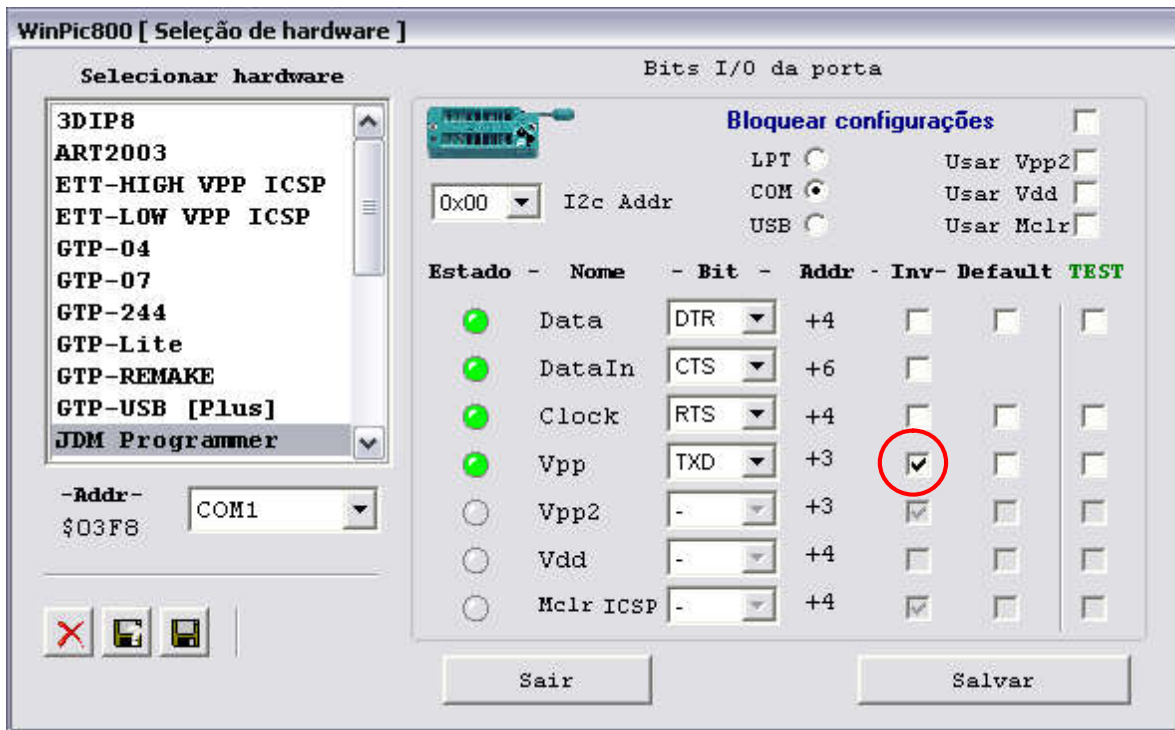 WinPic800 [ Seleção de hardware ]
Selecionar hardware
3DIP8
ART2003
ETT-HIGH VPP ICSP
ETT-LOW VPP ICSP
GTP-04
GTP-07
GTP-244
GTP-Lite
GTP-REMAKE
GTP-USB [Plus]
JDM Programmer
-Addr-
$03F8
COM1
Bits I/O da porta
Bloquear configurações
0x00 I2c Addr
LPT Usar Vpp2
COM Usar Vdd
USB Usar Mclr
Estado - Nome - Bit - Addr - Inv- Default TEST
Data DTR +4
DataIn CTS +6
Clock RTS +4
Vpp TXD +3
Vpp2 - +3
Vdd - +4
Mclr ICSP - +4
Sair Salvar